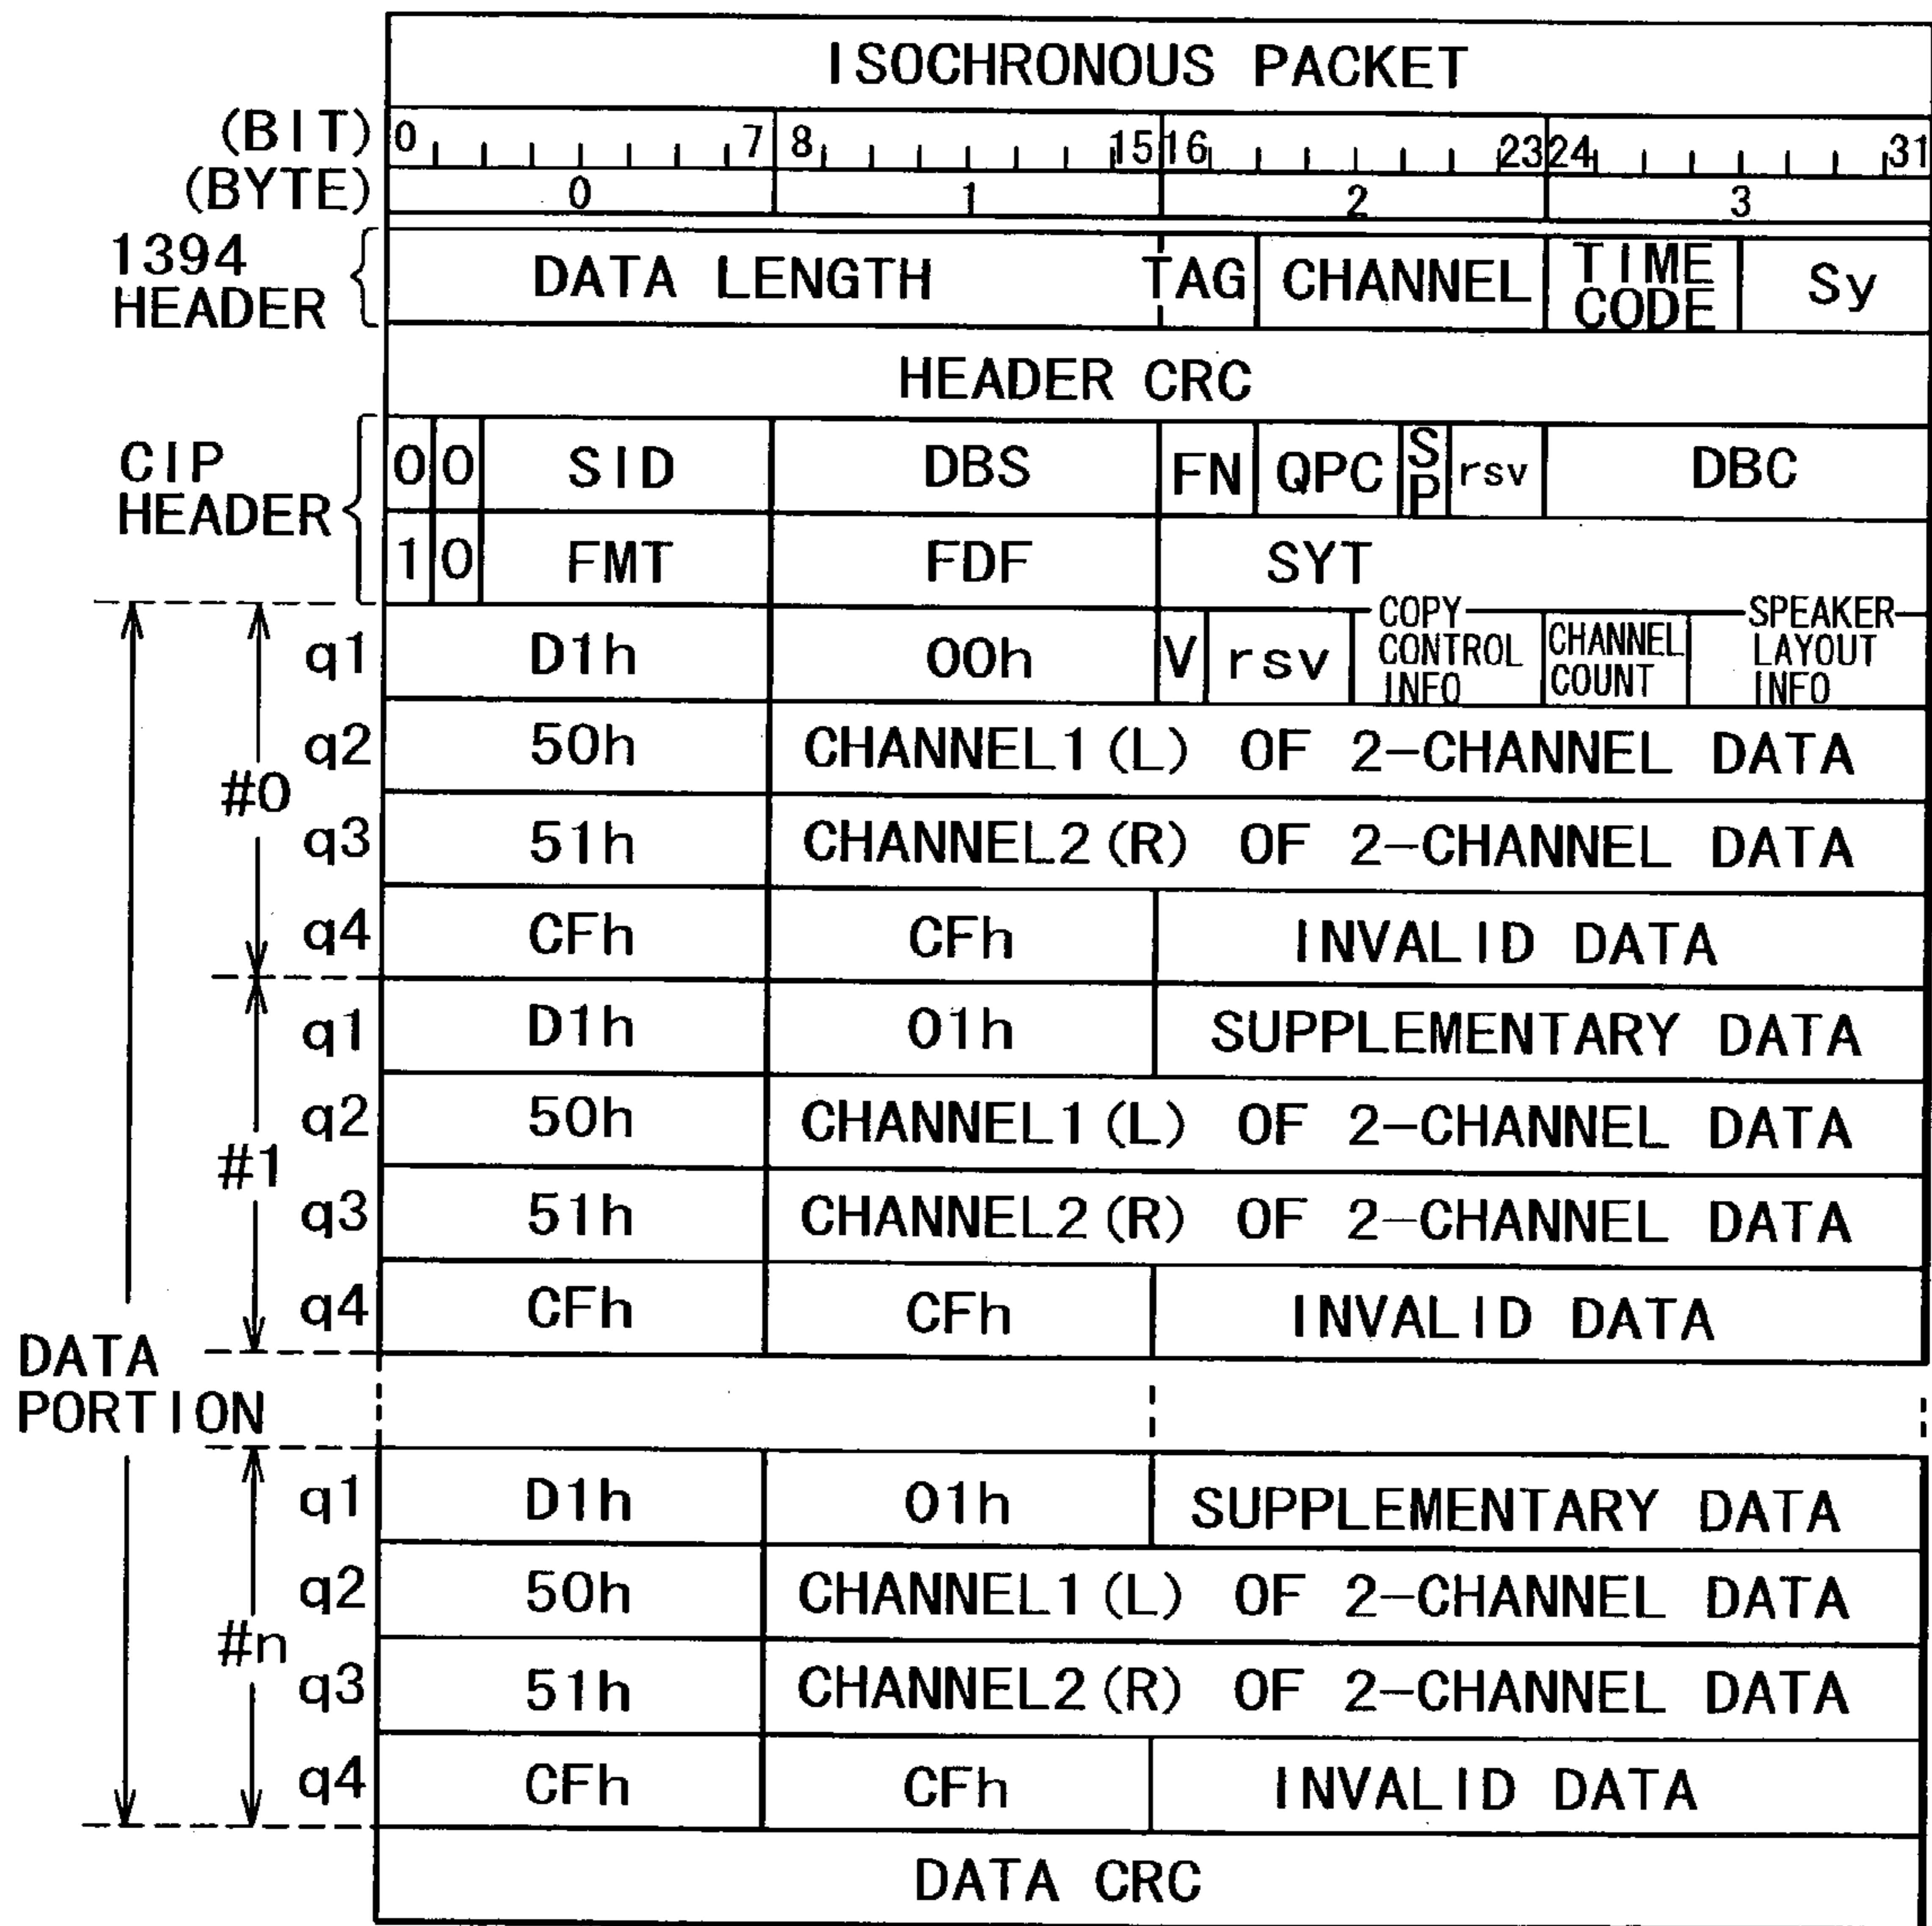 ISOCHRONOUS PACKET
(BIT) 0 7 8 15 16 23 24 31
(BYTE) 0 1 2 3
1394 HEADER DATA LENGTH TAG CHANNEL TIME CODE Sy
HEADER CRC
CIP HEADER
0 0 SID DBS FN QPC SP rsv DBC
1 0 FMT FDF SYT
DATA PORTION
#0
q1 D1h 00h V rsv COPY CONTROL INFO CHANNEL COUNT SPEAKER LAYOUT INFO
q2 50h CHANNEL1(L) OF 2-CHANNEL DATA
q3 51h CHANNEL2(R) OF 2-CHANNEL DATA
q4 CFh CFh INVALID DATA
#1
q1 D1h 01h SUPPLEMENTARY DATA
q2 50h CHANNEL1(L) OF 2-CHANNEL DATA
q3 51h CHANNEL2(R) OF 2-CHANNEL DATA
q4 CFh CFh INVALID DATA
#n
q1 D1h 01h SUPPLEMENTARY DATA
q2 50h CHANNEL1(L) OF 2-CHANNEL DATA
q3 51h CHANNEL2(R) OF 2-CHANNEL DATA
q4 CFh CFh INVALID DATA
DATA CRC